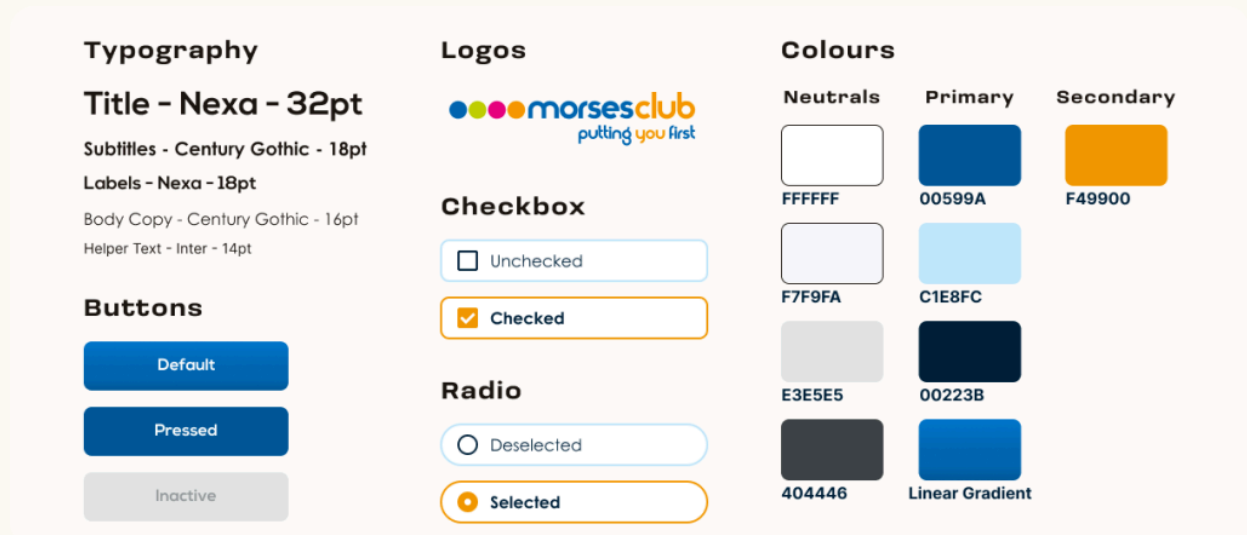 Typography
Title - Nexa - 32pt
Subtitles - Century Gothic - 18pt
Labels - Nexa - 18pt
Body Copy - Century Gothic - 16pt
Helper Text - Inter - 14pt
Buttons
Default
Pressed
Inactive
Logos
morsesclub
putting you first
Checkbox
Unchecked
Checked
Radio
Deselected
Selected
Colours
Neutrals Primary Secondary
FFFFFF 00599A F49900
F7F9FA C1E8FC
E3E5E5 00223B
404446 Linear Gradient